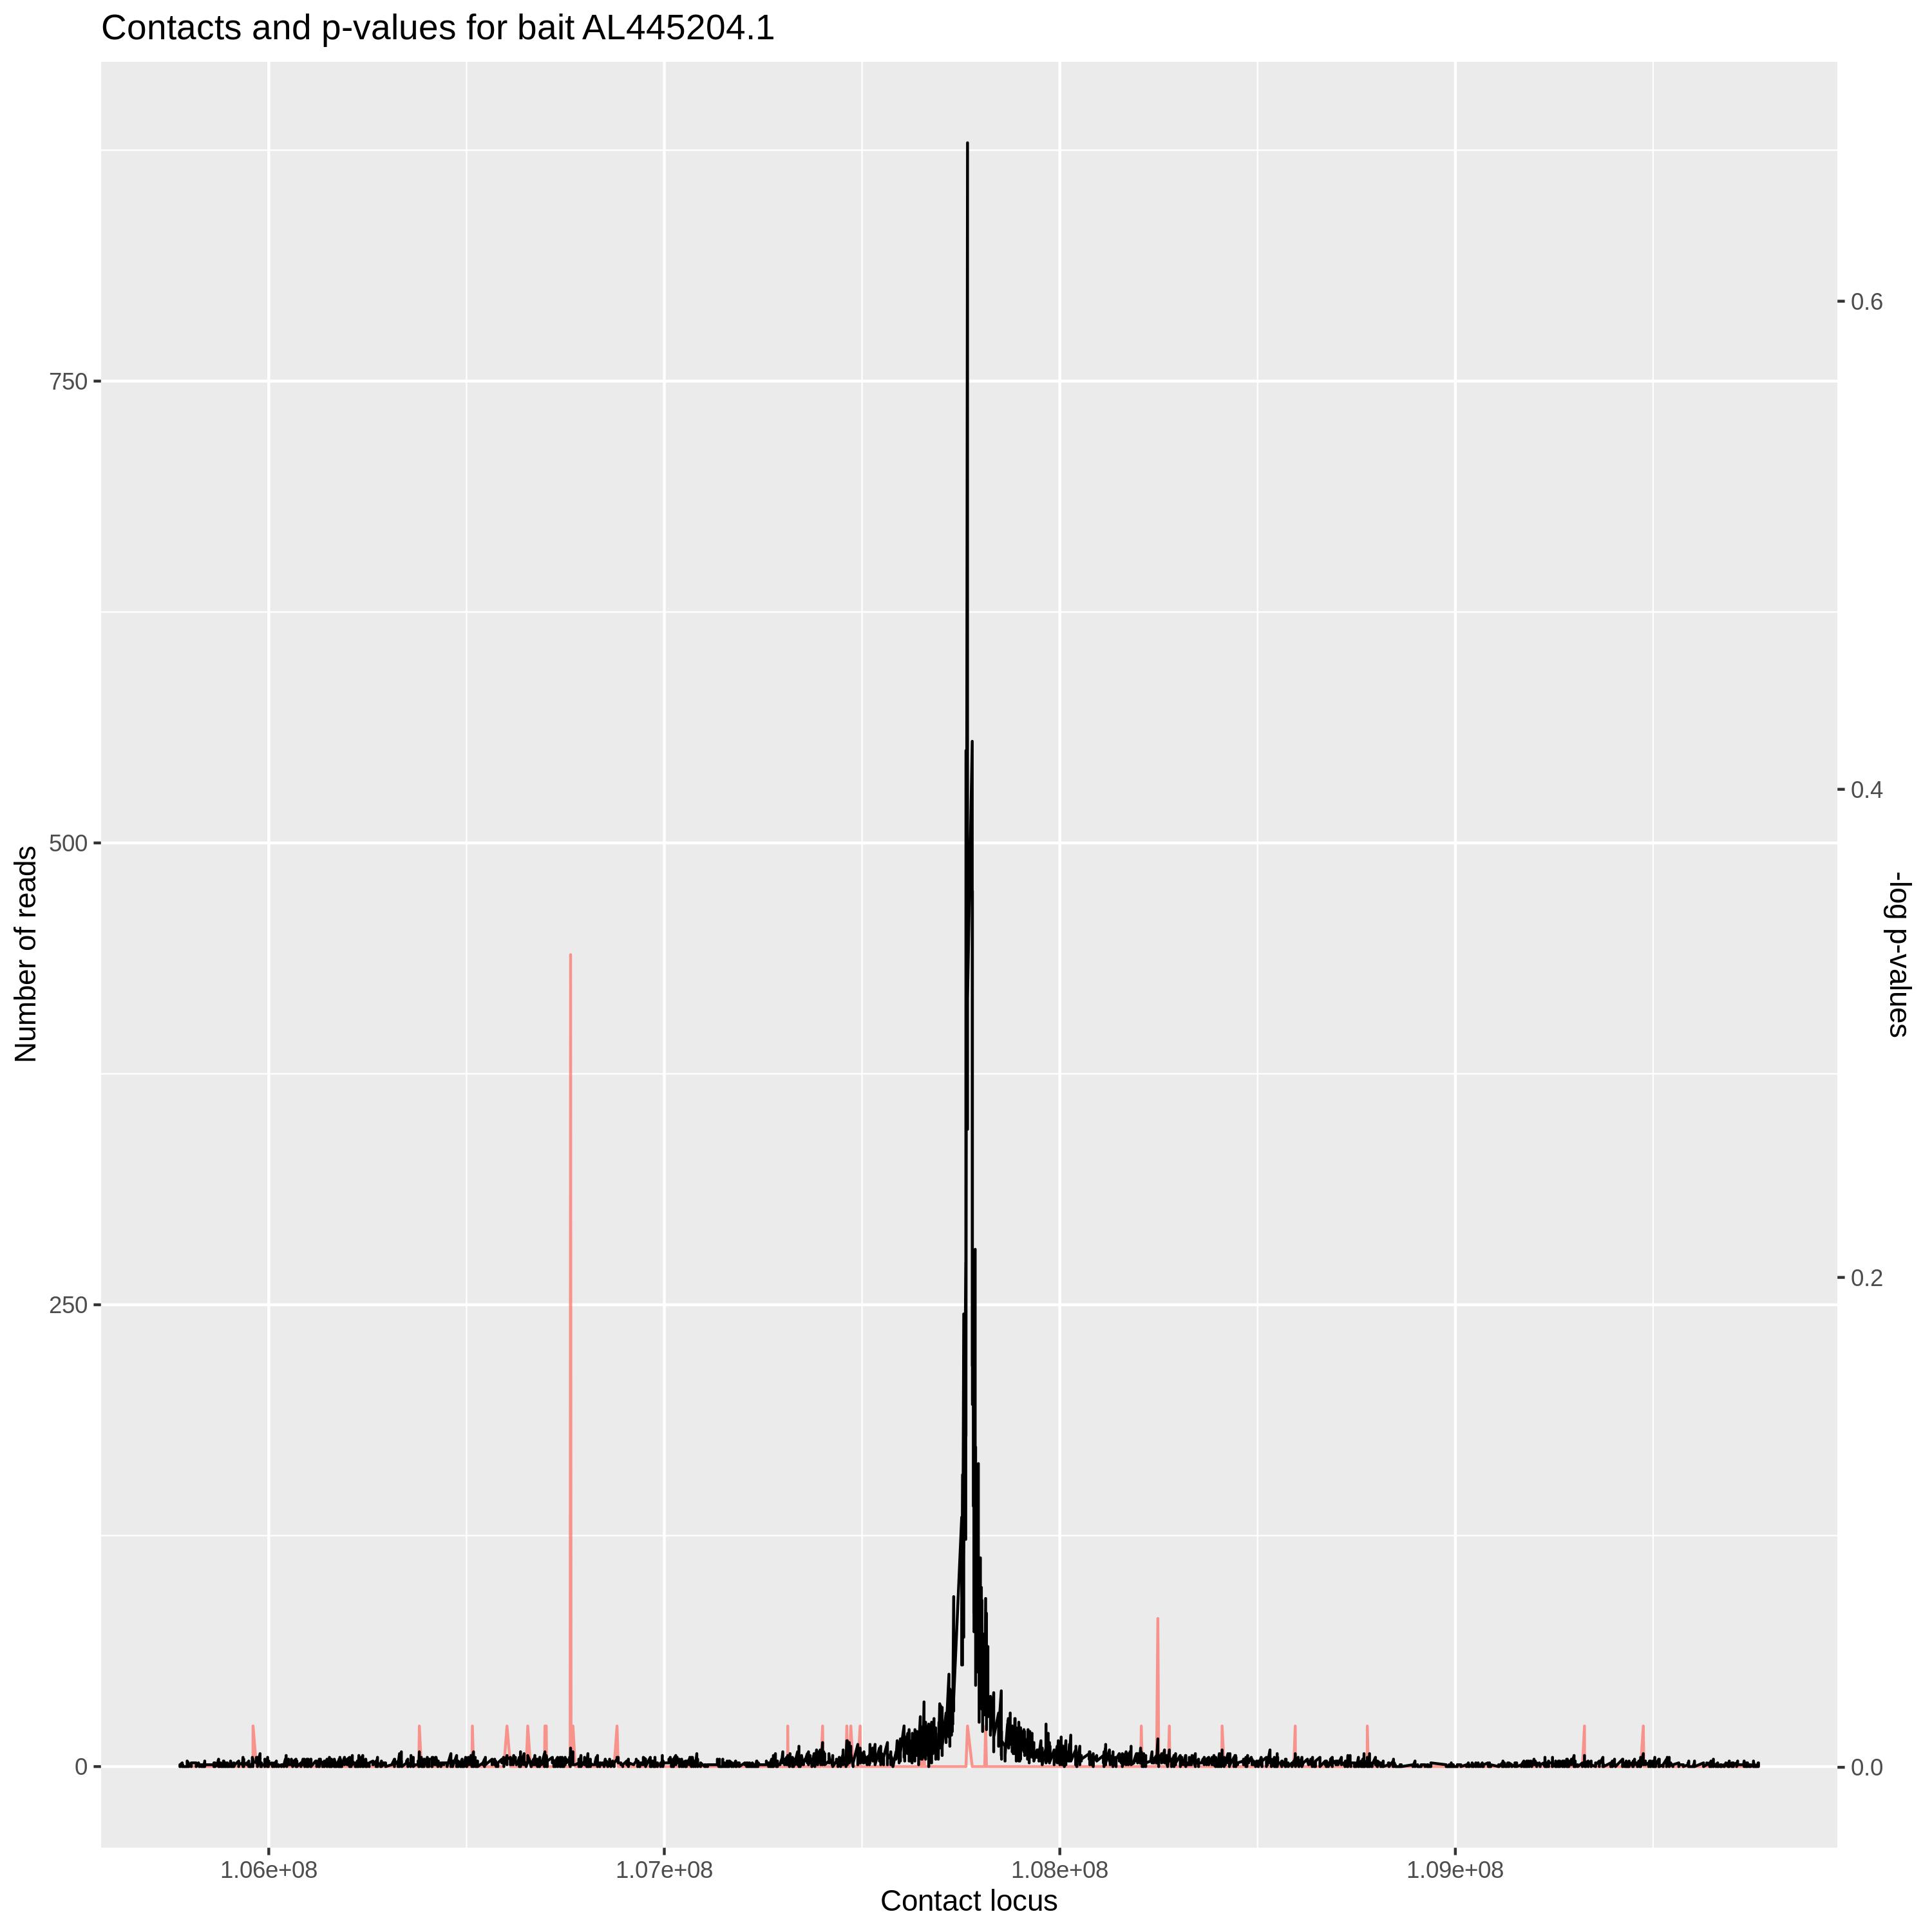 Contacts and p-values for bait AL445204.1
750
500
250
0
Number of reads
0.6
0.4
0.2
0.0
-log p-values
1.06e+08
1.07e+08
1.08e+08
1.09e+08
Contact locus